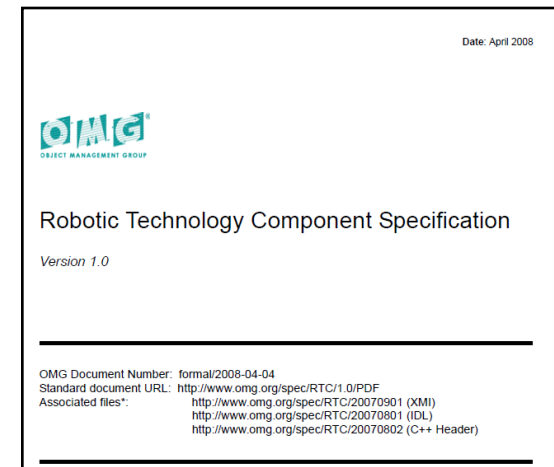 Date: April 2008
OMG®
OBJECT MANAGEMENT GROUP
Robotic Technology Component Specification
Version 1.0
OMG Document Number: formal/2008-04-04
Standard document URL: http://www.omg.org/spec/RTC/1.0/PDF
Associated files*: http://www.omg.org/spec/RTC/20070901 (XMI)
http://www.omg.org/spec/RTC/20070801 (IDL)
http://www.omg.org/spec/RTC/20070802 (C++ Header)